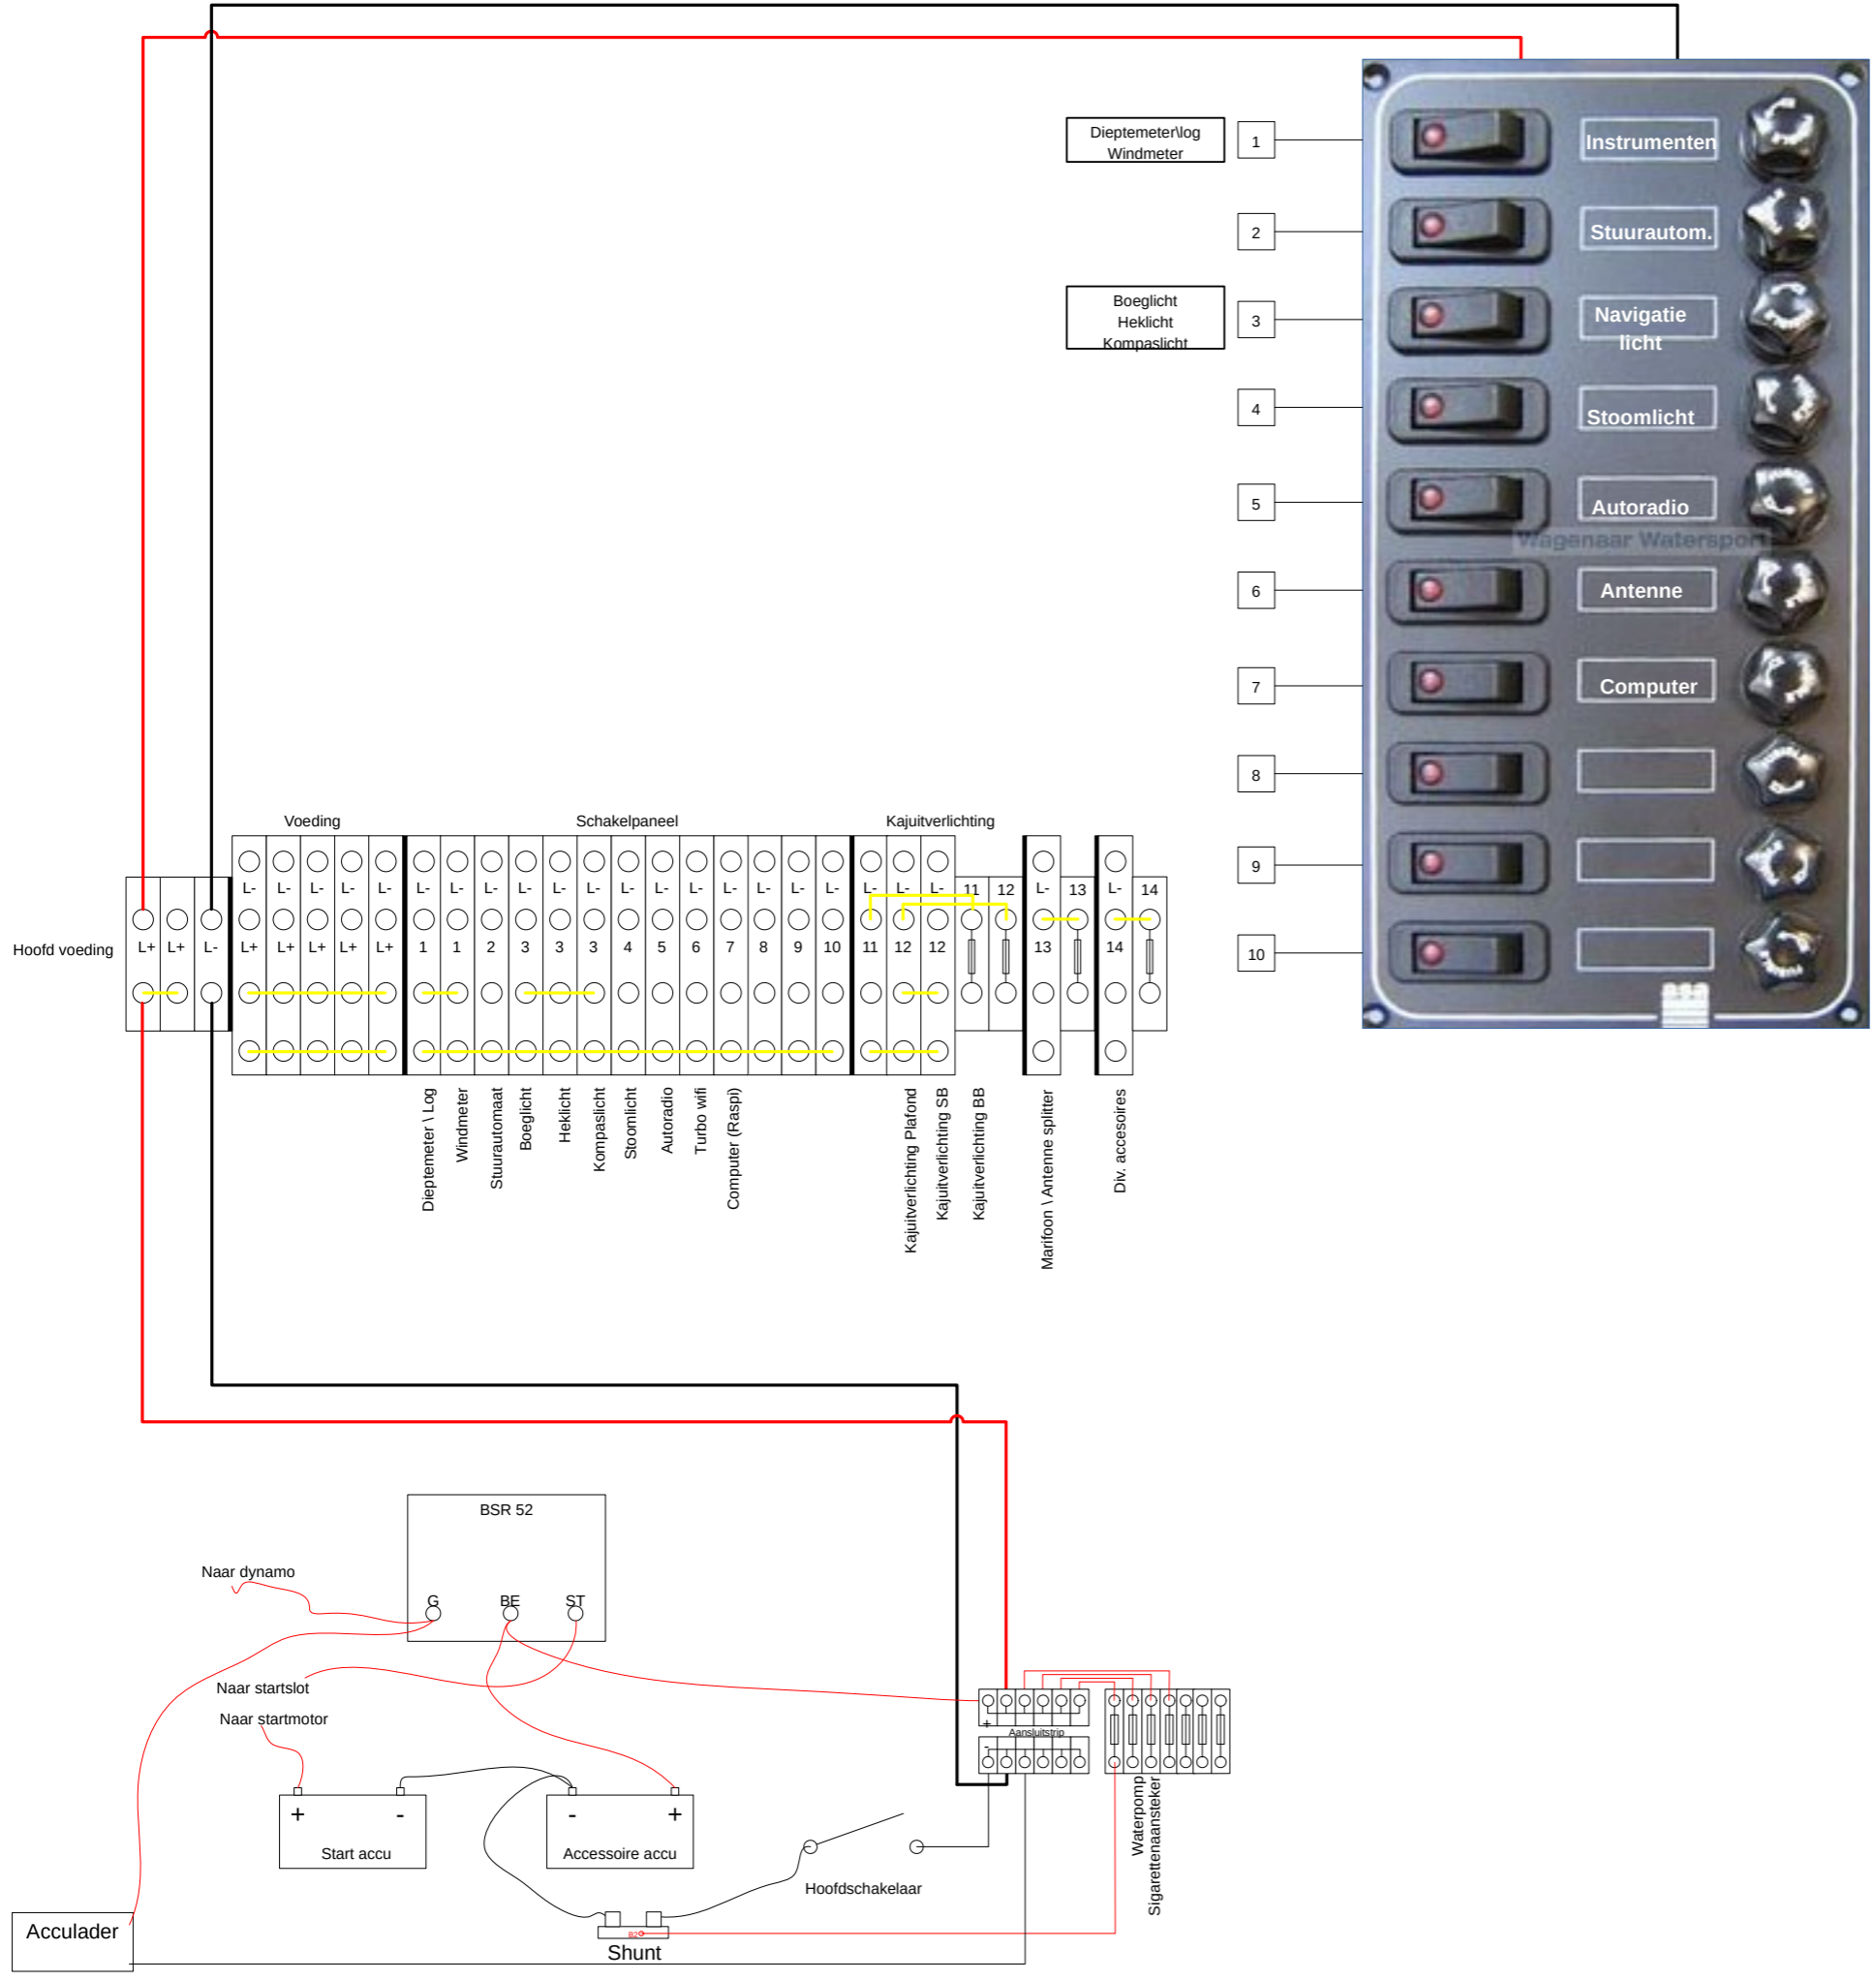 Dieptemeter\log
Windmeter
1
Instrumenten
2
Stuurautom.
Boeglicht
Heklicht
Kompaslicht
3
Navigatie
licht
4
Stoomlicht
5
Autoradio
Wagenaar Watersport
6
Antenne
7
Computer
8
9
10
Voeding
Schakelpaneel
Kajuitverlichting
L- L- L- L- L- L- L- L- L- L- L- L- L- L- L- L- L- L- L- L- L- 11 12 L- 13 L- 14
Hoofd voeding
L+ L+ L- L+ L+ L+ L+ L+ 1 1 2 3 3 3 4 5 6 7 8 9 10 11 12 12 13 14
Dieptemeter \ Log
Windmeter
Stuurautomaat
Boeglicht
Heklicht
Kompaslicht
Stoomlicht
Autoradio
Turbo wifi
Computer (Raspi)
Kajuitverlichting Plafond
Kajuitverlichting SB
Kajuitverlichting BB
Marifoon \ Antenne splitter
Div. accesoires
BSR 52
Naar dynamo
G BE ST
Naar startslot
Naar startmotor
+
Aansluitstrip
-
Waterpomp
Sigarettenaansteker
+ -
Start accu
- +
Accessoire accu
Hoofdschakelaar
Acculader
B2
Shunt